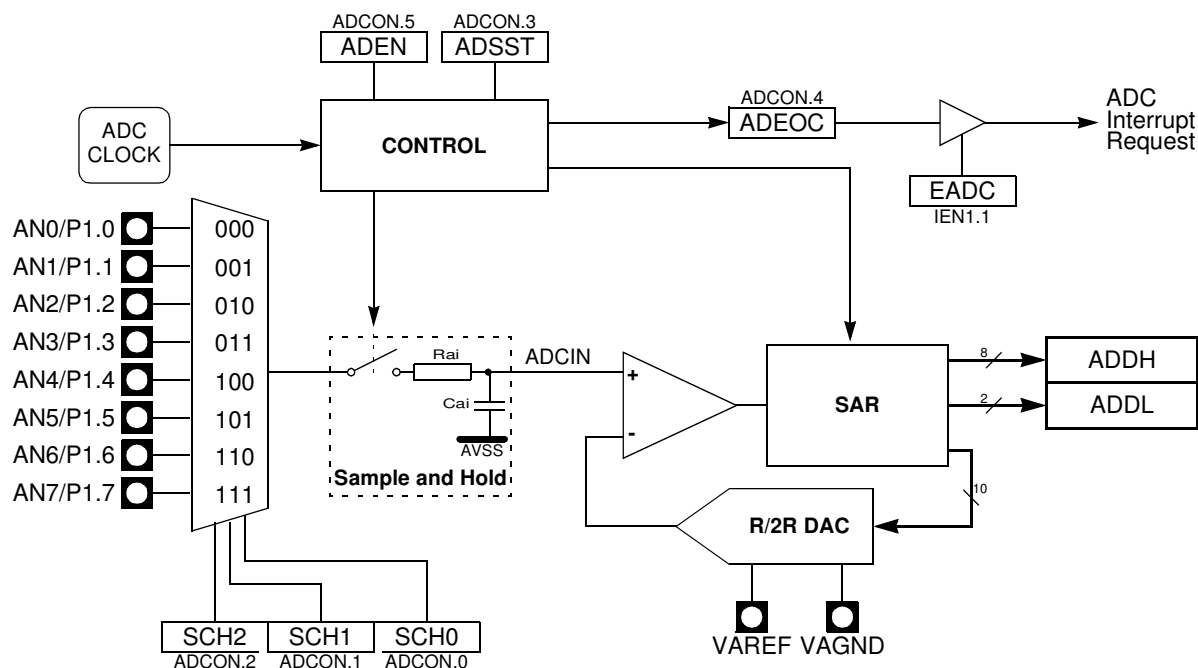 ADCON.5
ADCON.3
ADEN
ADSST
ADC
CLOCK
CONTROL
ADCON.4
ADEOC
ADC
Interrupt
Request
EADC
IEN1.1
AN0/P1.0
000
AN1/P1.1
001
AN2/P1.2
010
AN3/P1.3
011
AN4/P1.4
100
AN5/P1.5
101
AN6/P1.6
110
AN7/P1.7
111
Rai
Cai
AVSS
Sample and Hold
ADCIN
+
-
SAR
8
ADDH
2
ADDL
10
R/2R DAC
VAREF
VAGND
SCH2
SCH1
SCH0
ADCON.2
ADCON.1
ADCON.0